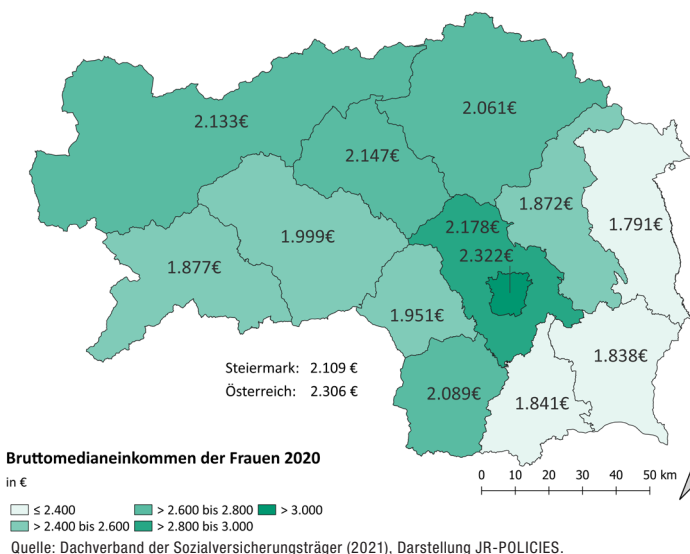 2.061€
2.133€
2.147€
1.872€
1.791€
2.178€
1.999€
2.322€
1.877€
1.951€
1.838€
Steiermark: 2.109 €
Österreich: 2.306 €
2.089€
1.841€
Bruttomedianeinkommen der Frauen 2020
in €
0 10 20 30 40 50 km
≤ 2.400 > 2.600 bis 2.800 > 3.000
> 2.400 bis 2.600 > 2.800 bis 3.000
Quelle: Dachverband der Sozialversicherungsträger (2021), Darstellung JR-POLICIES.